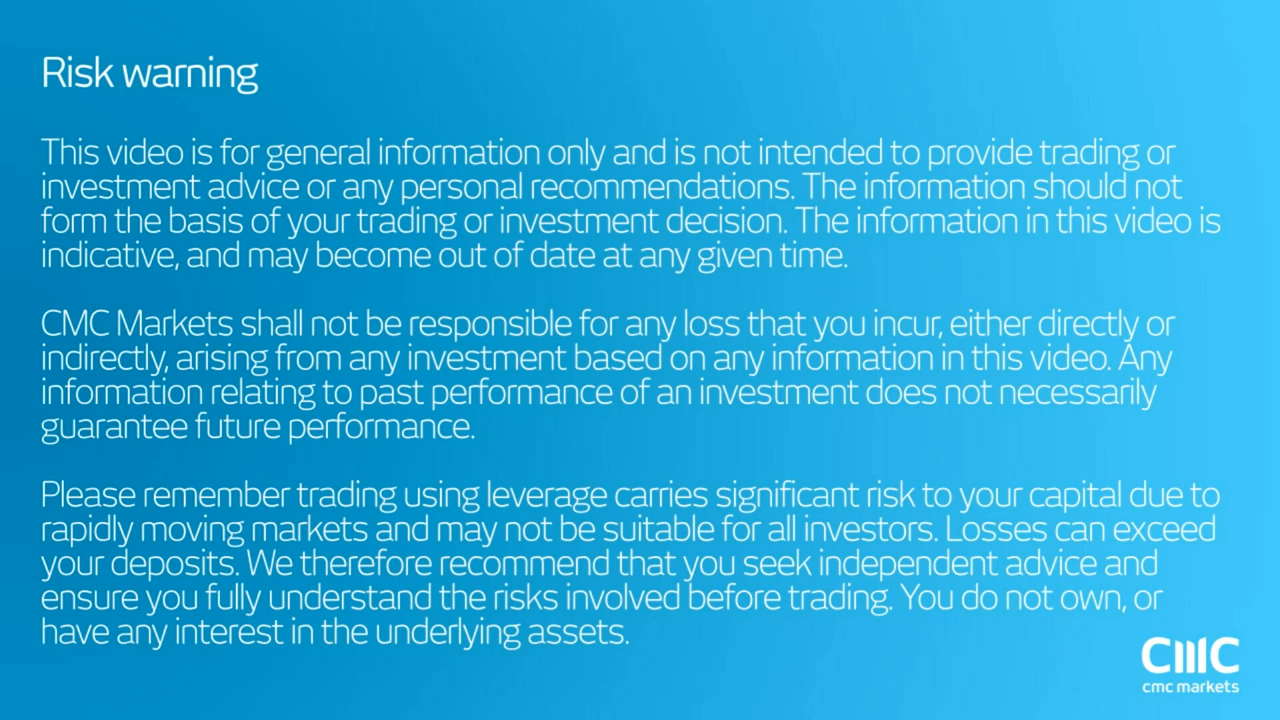 Risk warning
This video is for general information only and is not intended to provide trading or
investment advice or any personal recommendations. The information should not
form the basis of your trading or investment decision. The information in this video is
indicative, and may become out of date at any given time.
CMC Markets shall not be responsible for any loss that you incur, either directly or
indirectly, arising from any investment based on any information in this video. Any
information relating to past performance of an investment does not necessarily
guarantee future performance.
Please remember trading using leverage carries significant risk to your capital due to
rapidly moving markets and may not be suitable for all investors. Losses can exceed
your deposits. We therefore recommend that you seek independent advice and
ensure you fully understand the risks involved before trading. You do not own, or
have any interest in the underlying assets.
CMC
cmc markets